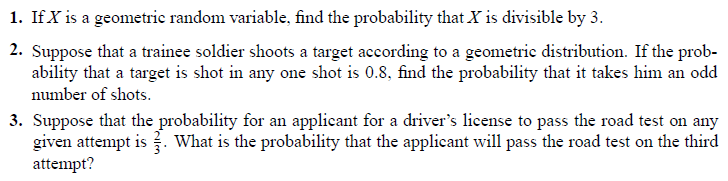 1. If X is a geometric random variable, find the probability that X is divisible by 3.
2. Suppose that a trainee soldier shoots a target according to a geometric distribution. If the prob-
ability that a target is shot in any one shot is 0.8, find the probability that it takes him an odd
number of shots.
3. Suppose that the probability for an applicant for a driver’s license to pass the road test on any
given attempt is 2/3. What is the probability that the applicant will pass the road test on the third
attempt?